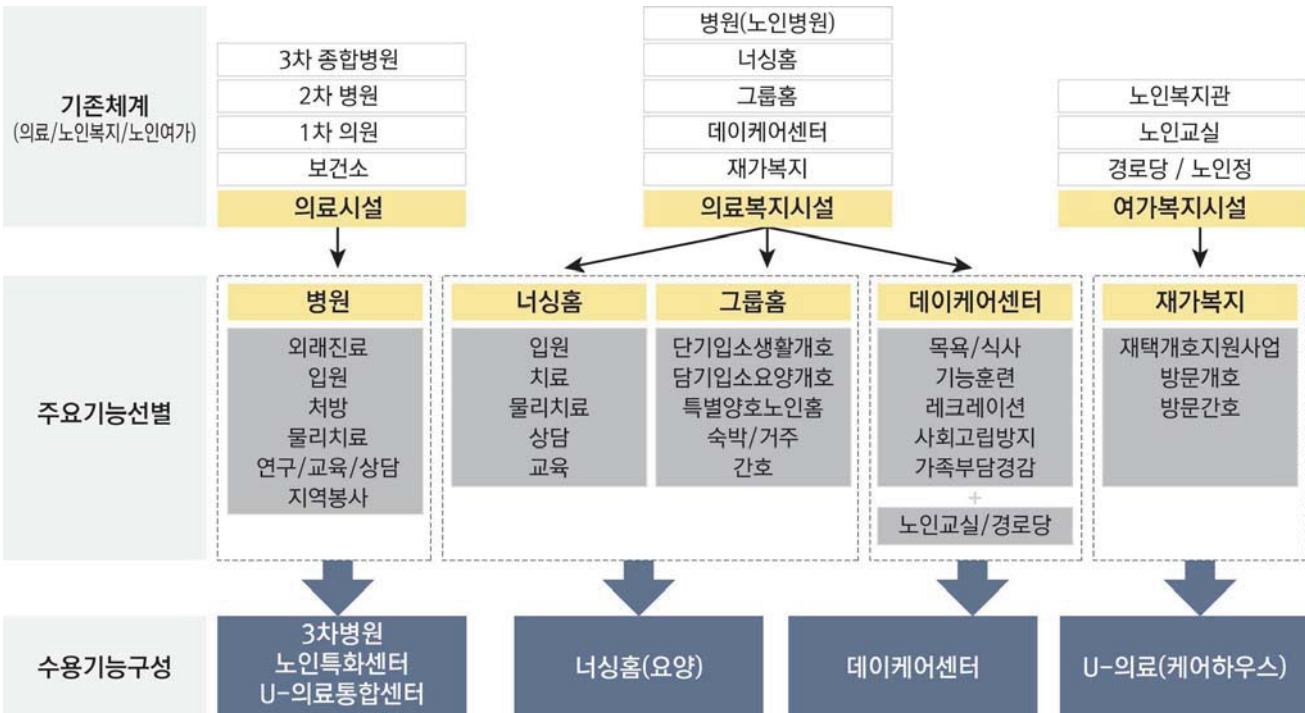 기존체계
(의료/노인복지/노인여가)
3차 종합병원
2차 병원
1차 의원
보건소
의료시설
병원(노인병원)
너싱홈
그룹홈
데이케어센터
재가복지
의료복지시설
노인복지관
노인교실
경로당 / 노인정
여가복지시설
주요기능선별
병원
외래진료
입원
처방
물리치료
연구/교육/상담
지역봉사
너싱홈
입원
치료
물리치료
상담
교육
그룹홈
단기입소생활개호
담기입소요양개호
특별양호노인홈
숙박/거주
간호
데이케어센터
목욕/식사
기능훈련
레크레이션
사회고립방지
가족부담경감
+
노인교실/경로당
재가복지
재택개호지원사업
방문개호
방문간호
수용기능구성
3차병원
노인특화센터
U-의료통합센터
너싱홈(요양)
데이케어센터
U-의료(케어하우스)